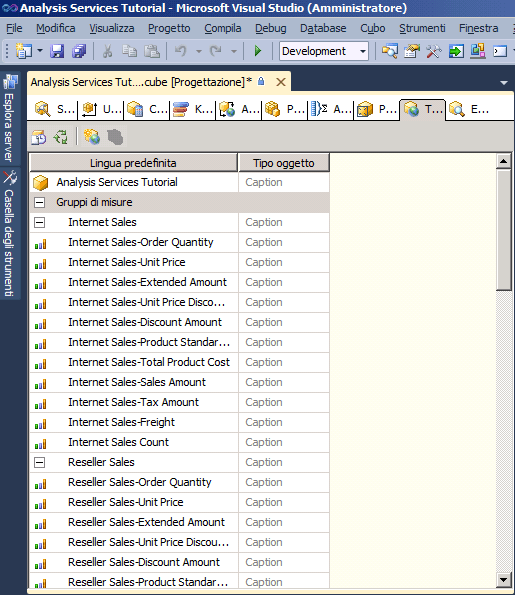 Analysis Services Tutorial - Microsoft Visual Studio (Amministratore)
File Modifica Visualizza Progetto Compila Debug Database Cubo Strumenti Finestra
Development
Analysis Services Tut....cube [Progettazione]*
S... U... C... K... A... P... A... P... T... E...
Esplora server
Casella degli strumenti
Lingua predefinita Tipo oggetto
Analysis Services Tutorial Caption
Gruppi di misure
Internet Sales Caption
Internet Sales-Order Quantity Caption
Internet Sales-Unit Price Caption
Internet Sales-Extended Amount Caption
Internet Sales-Unit Price Disco... Caption
Internet Sales-Discount Amount Caption
Internet Sales-Product Standar... Caption
Internet Sales-Total Product Cost Caption
Internet Sales-Sales Amount Caption
Internet Sales-Tax Amount Caption
Internet Sales-Freight Caption
Internet Sales Count Caption
Reseller Sales Caption
Reseller Sales-Order Quantity Caption
Reseller Sales-Unit Price Caption
Reseller Sales-Extended Amount Caption
Reseller Sales-Unit Price Discou... Caption
Reseller Sales-Discount Amount Caption
Reseller Sales-Product Standar... Caption